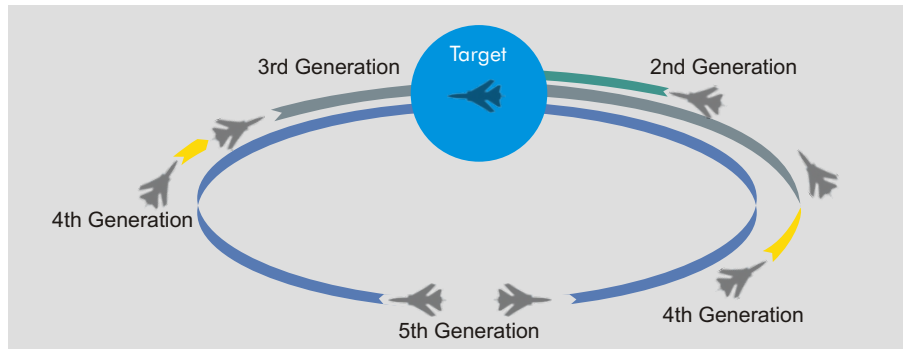 Target
3rd Generation
2nd Generation
4th Generation
4th Generation
5th Generation